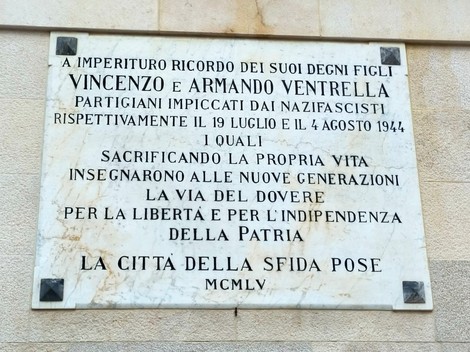 A IMPERITURO RICORDO DEI SUOI DEGNI FIGLI
VINCENZO E ARMANDO VENTRELLA
PARTIGIANI IMPICCATI DAI NAZIFASCISTI
RISPETTIVAMENTE IL 19 LUGLIO E IL 4 AGOSTO 1944
I QUALI
SACRIFICANDO LA PROPRIA VITA
INSEGNARONO ALLE NUOVE GENERAZIONI
LA VIA DEL DOVERE
PER LA LIBERTÀ E PER L'INDIPENDENZA
DELLA PATRIA
LA CITTÀ DELLA SFIDA POSE
MCMLV